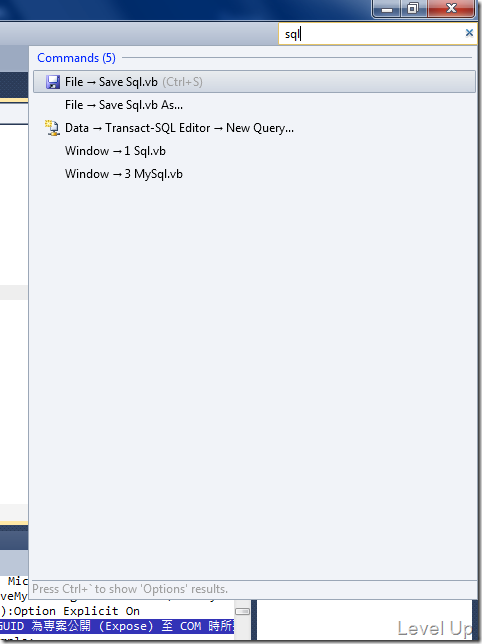 sql
Commands (5)
File → Save Sql.vb (Ctrl+S)
File → Save Sql.vb As...
Data → Transact-SQL Editor → New Query...
Window → 1 Sql.vb
Window → 3 MySql.vb
Press Ctrl+` to show 'Options' results.
Mic
veMy
):Option Explicit On
GUID 為專案公開 (Expose) 至 COM 時所
Level Up